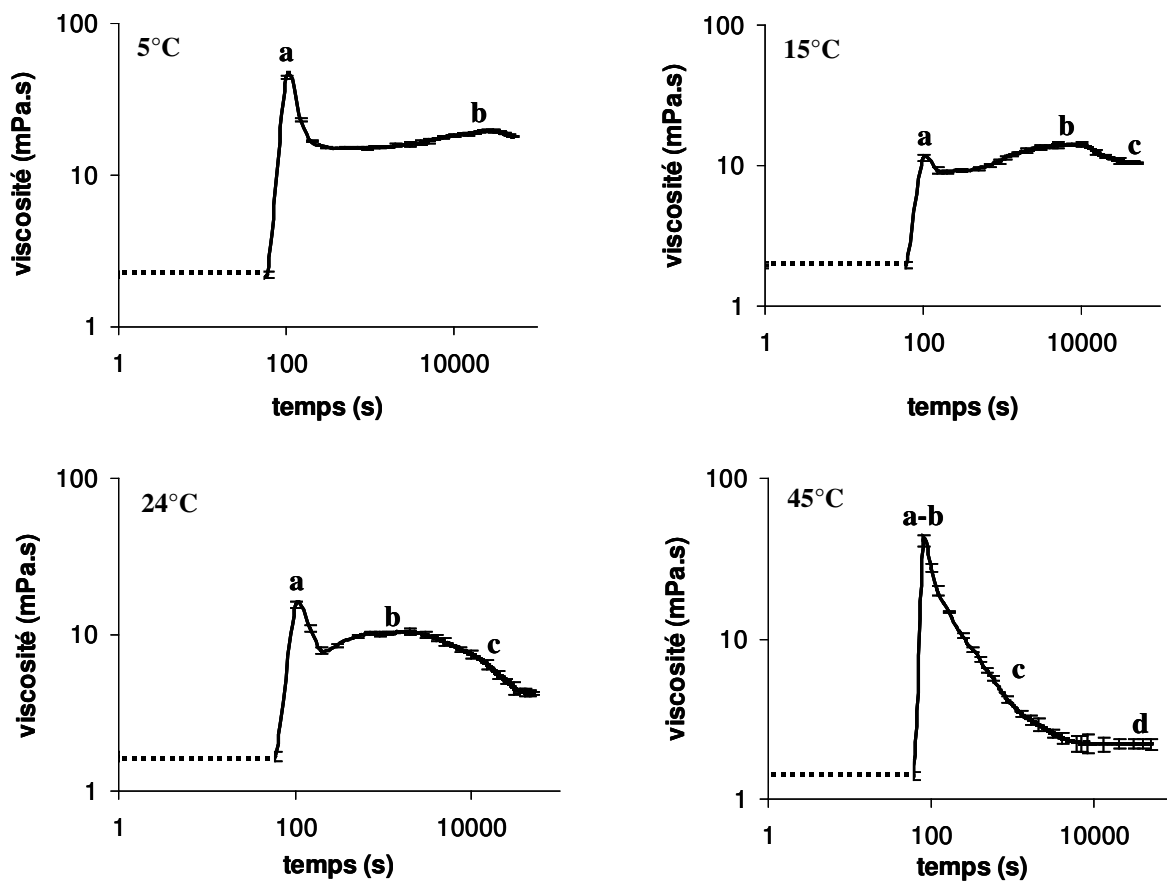 5°C
100
10
1
viscosité (mPa.s)
a
b
1
100
10000
temps (s)
15°C
100
10
1
viscosité (mPa.s)
a
b
c
1
100
10000
temps (s)
24°C
100
10
1
viscosité (mPa.s)
a
b
c
1
100
10000
temps (s)
45°C
100
10
1
viscosité (mPa.s)
a-b
c
d
1
100
10000
temps (s)